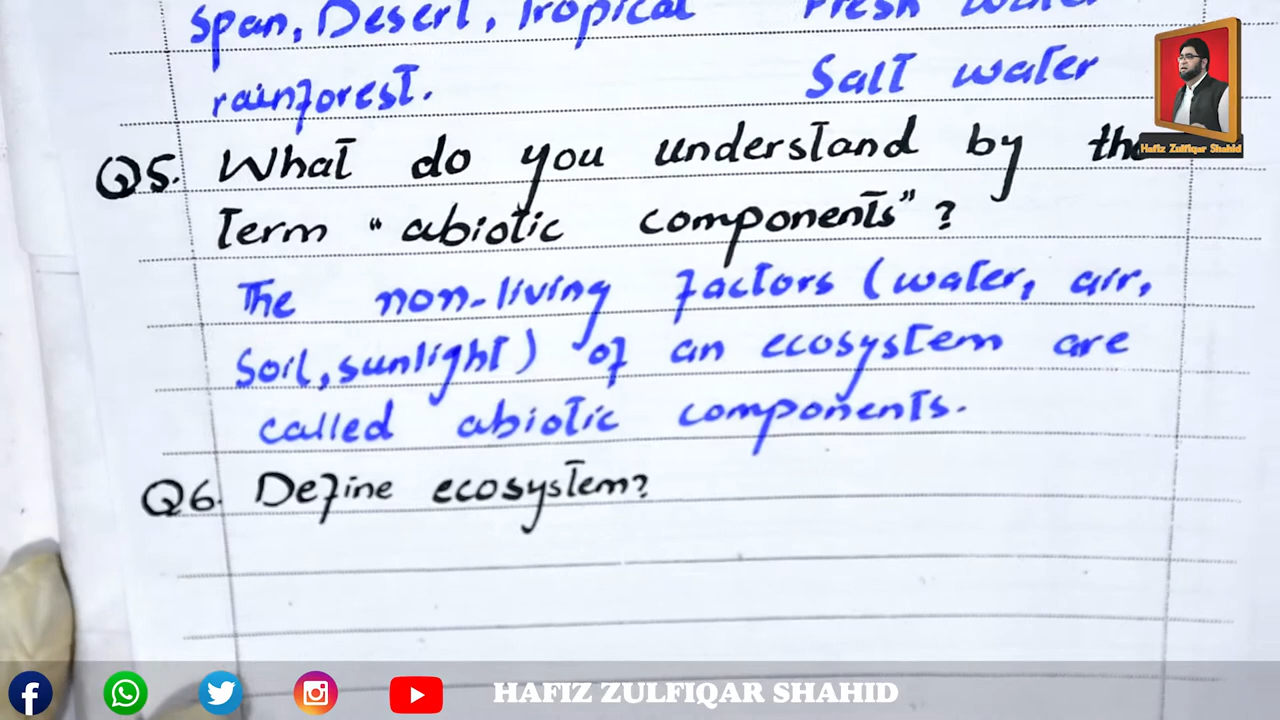 span, Desert, Tropical Fresh water
rainforest. Salt water
Q5. What do you understand by the
Term " abiotic components" ?
The non-living factors (water, air,
Soil, sunlight) of an ecosystem are
called abiotic components.
Q6. Define ecosystem?
Hafiz Zulfiqar Shahid
HAFIZ ZULFIQAR SHAHID